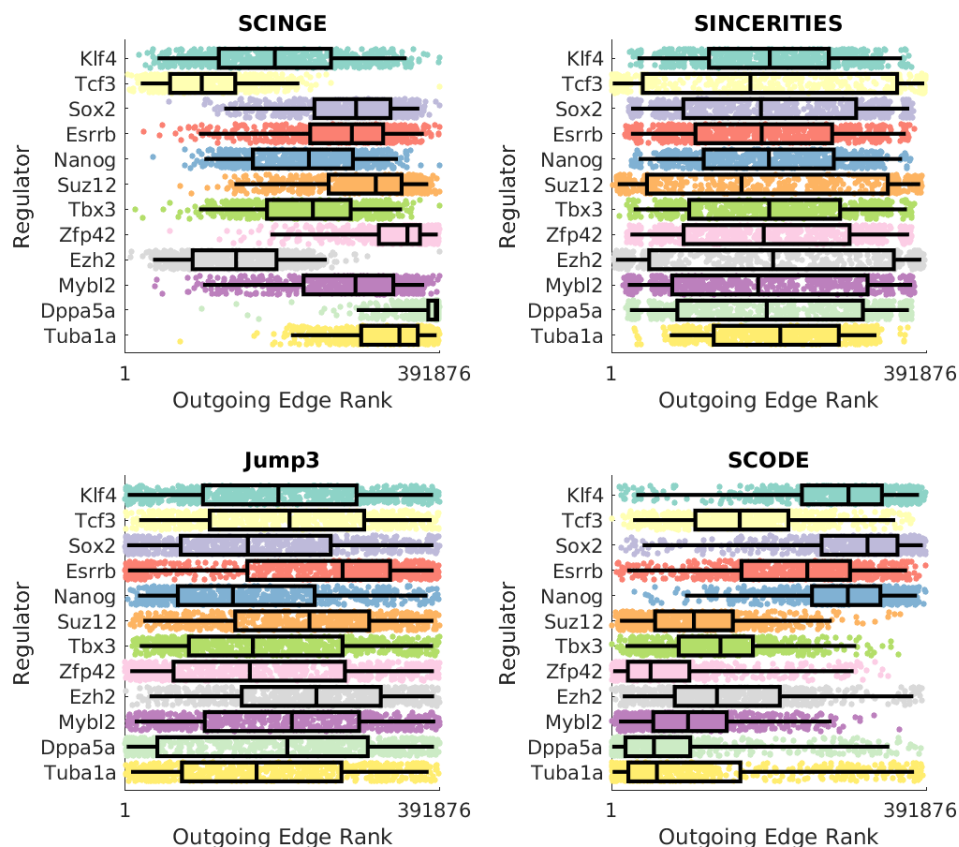 SCINGE
Regulator
Klf4
Tcf3
Sox2
Esrrb
Nanog
Suz12
Tbx3
Zfp42
Ezh2
Mybl2
Dppa5a
Tuba1a
1 391876
Outgoing Edge Rank
SINCERITIES
Regulator
Klf4
Tcf3
Sox2
Esrrb
Nanog
Suz12
Tbx3
Zfp42
Ezh2
Mybl2
Dppa5a
Tuba1a
1 391876
Outgoing Edge Rank
Jump3
Regulator
Klf4
Tcf3
Sox2
Esrrb
Nanog
Suz12
Tbx3
Zfp42
Ezh2
Mybl2
Dppa5a
Tuba1a
1 391876
Outgoing Edge Rank
SCODE
Regulator
Klf4
Tcf3
Sox2
Esrrb
Nanog
Suz12
Tbx3
Zfp42
Ezh2
Mybl2
Dppa5a
Tuba1a
1 391876
Outgoing Edge Rank